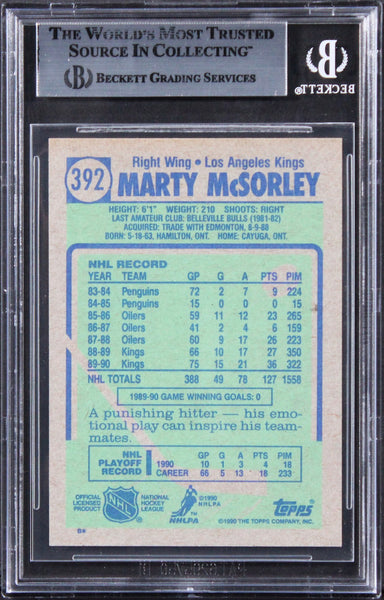 THE WORLD'S MOST TRUSTED
SOURCE IN COLLECTING™
BECKETT GRADING SERVICES
BECKETT
392
Right Wing • Los Angeles Kings
MARTY McSORLEY
HEIGHT: 6'1" WEIGHT: 210 SHOOTS: RIGHT
LAST AMATEUR CLUB: BELLEVILLE BULLS (1981-82)
ACQUIRED: TRADE WITH EDMONTON, 8-9-88
BORN: 5-18-63, HAMILTON, ONT. HOME: CAYUGA, ONT.
NHL RECORD
YEAR TEAM GP G A PTS PIM
83-84 Penguins 72 2 7 9 224
84-85 Penguins 15 0 0 0 15
85-86 Oilers 59 11 12 23 265
86-87 Oilers 41 2 4 6 159
87-88 Oilers 60 9 17 26 223
88-89 Kings 66 10 17 27 350
89-90 Kings 75 15 21 36 322
NHL TOTALS 388 49 78 127 1558
1989-90 GAME WINNING GOALS: 0
A punishing hitter — his emo-
tional play can inspire his team-
mates.
NHL
PLAYOFF
RECORD
GP G A PTS PIM
1990 10 1 3 4 18
CAREER 66 5 13 18 233
OFFICIAL
LICENSED
PRODUCT
NHL
NATIONAL
HOCKEY
LEAGUE
©1990
NHLPA
NHLPA
topps
©1990 THE TOPPS COMPANY, INC.
B*